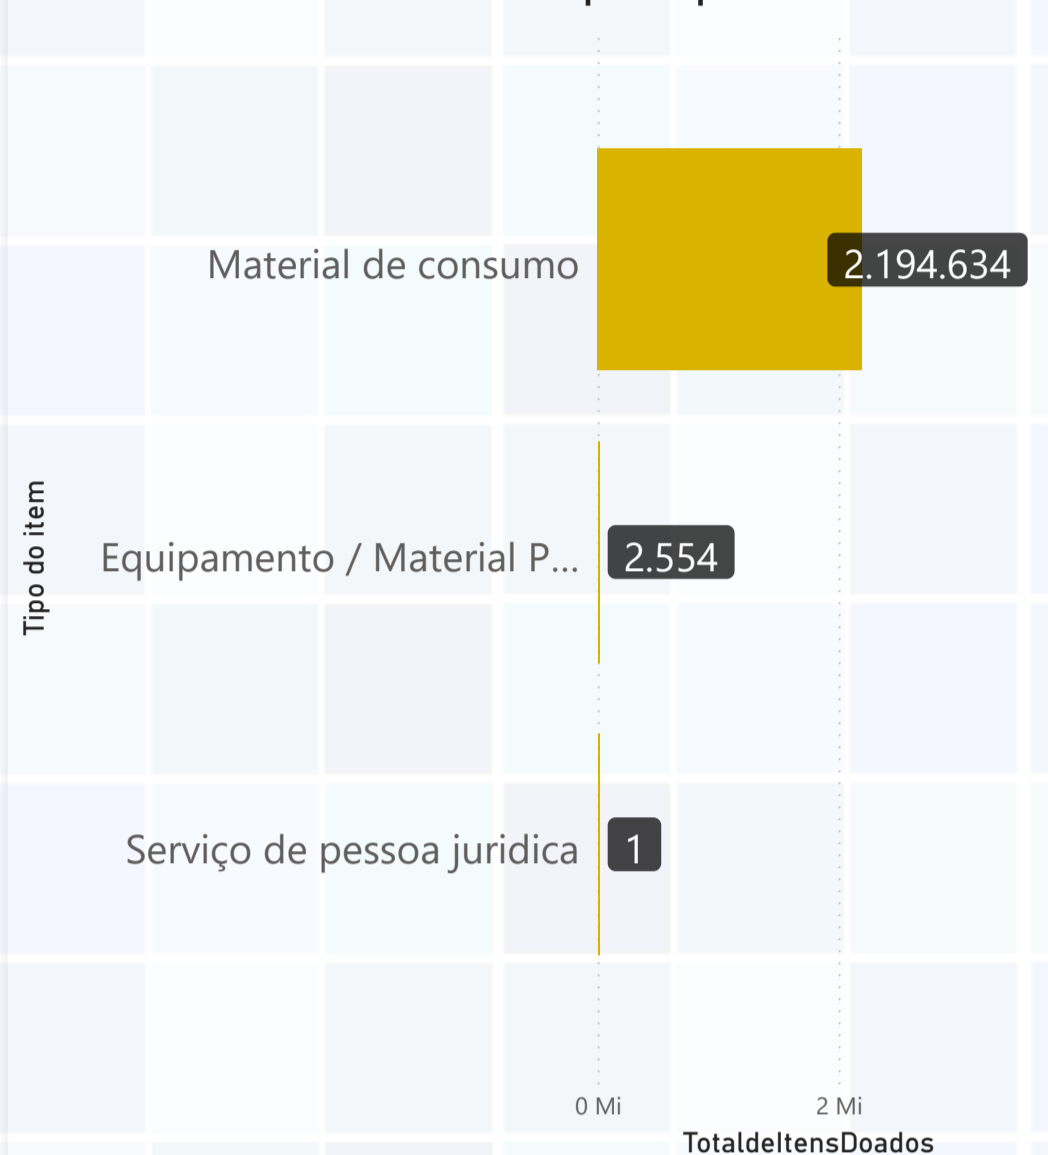 Material de consumo
2.194.634
Tipo do item
Equipamento / Material P...
2.554
Serviço de pessoa juridica
1
0 Mi
2 Mi
TotaldeItensDoados